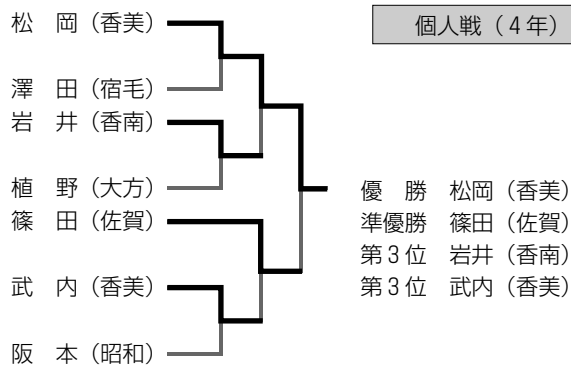 個人戦（４年）
松　岡（香美）
澤　田（宿毛）
岩　井（香南）
植　野（大方）
篠　田（佐賀）
武　内（香美）
阪　本（昭和）
優　勝　松岡（香美）
準優勝　篠田（佐賀）
第３位　岩井（香南）
第３位　武内（香美）